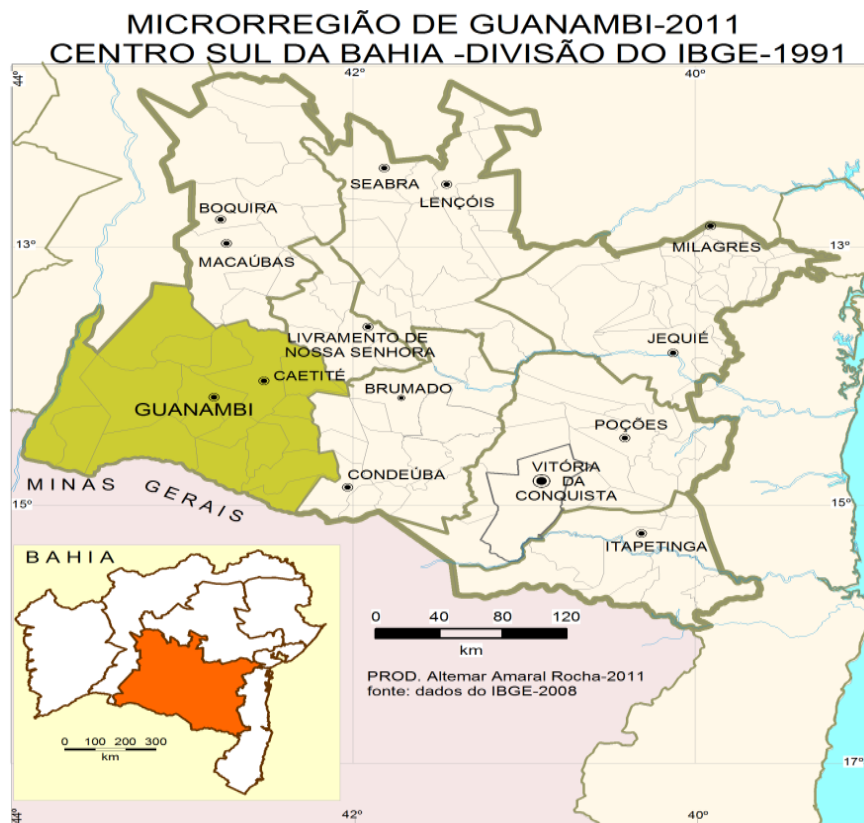 MICRORREGIÃO DE GUANAMBI-2011
CENTRO SUL DA BAHIA -DIVISÃO DO IBGE-1991
44º
42º
40º
SEABRA
LENÇÓIS
BOQUIRA
MACAÚBAS
13º
MILAGRES
13º
LIVRAMENTO DE
NOSSA SENHORA
JEQUIÉ
CAETITÉ
BRUMADO
GUANAMBI
POÇÕES
CONDEÚBA
VITÓRIA
DA
CONQUISTA
MINAS GERAIS
15º
15º
ITAPETINGA
BAHIA
0 40 80 120
km
PROD. Altemar Amaral Rocha-2011
fonte: dados do IBGE-2008
0 100 200 300
km
17º
44º
42º
40º